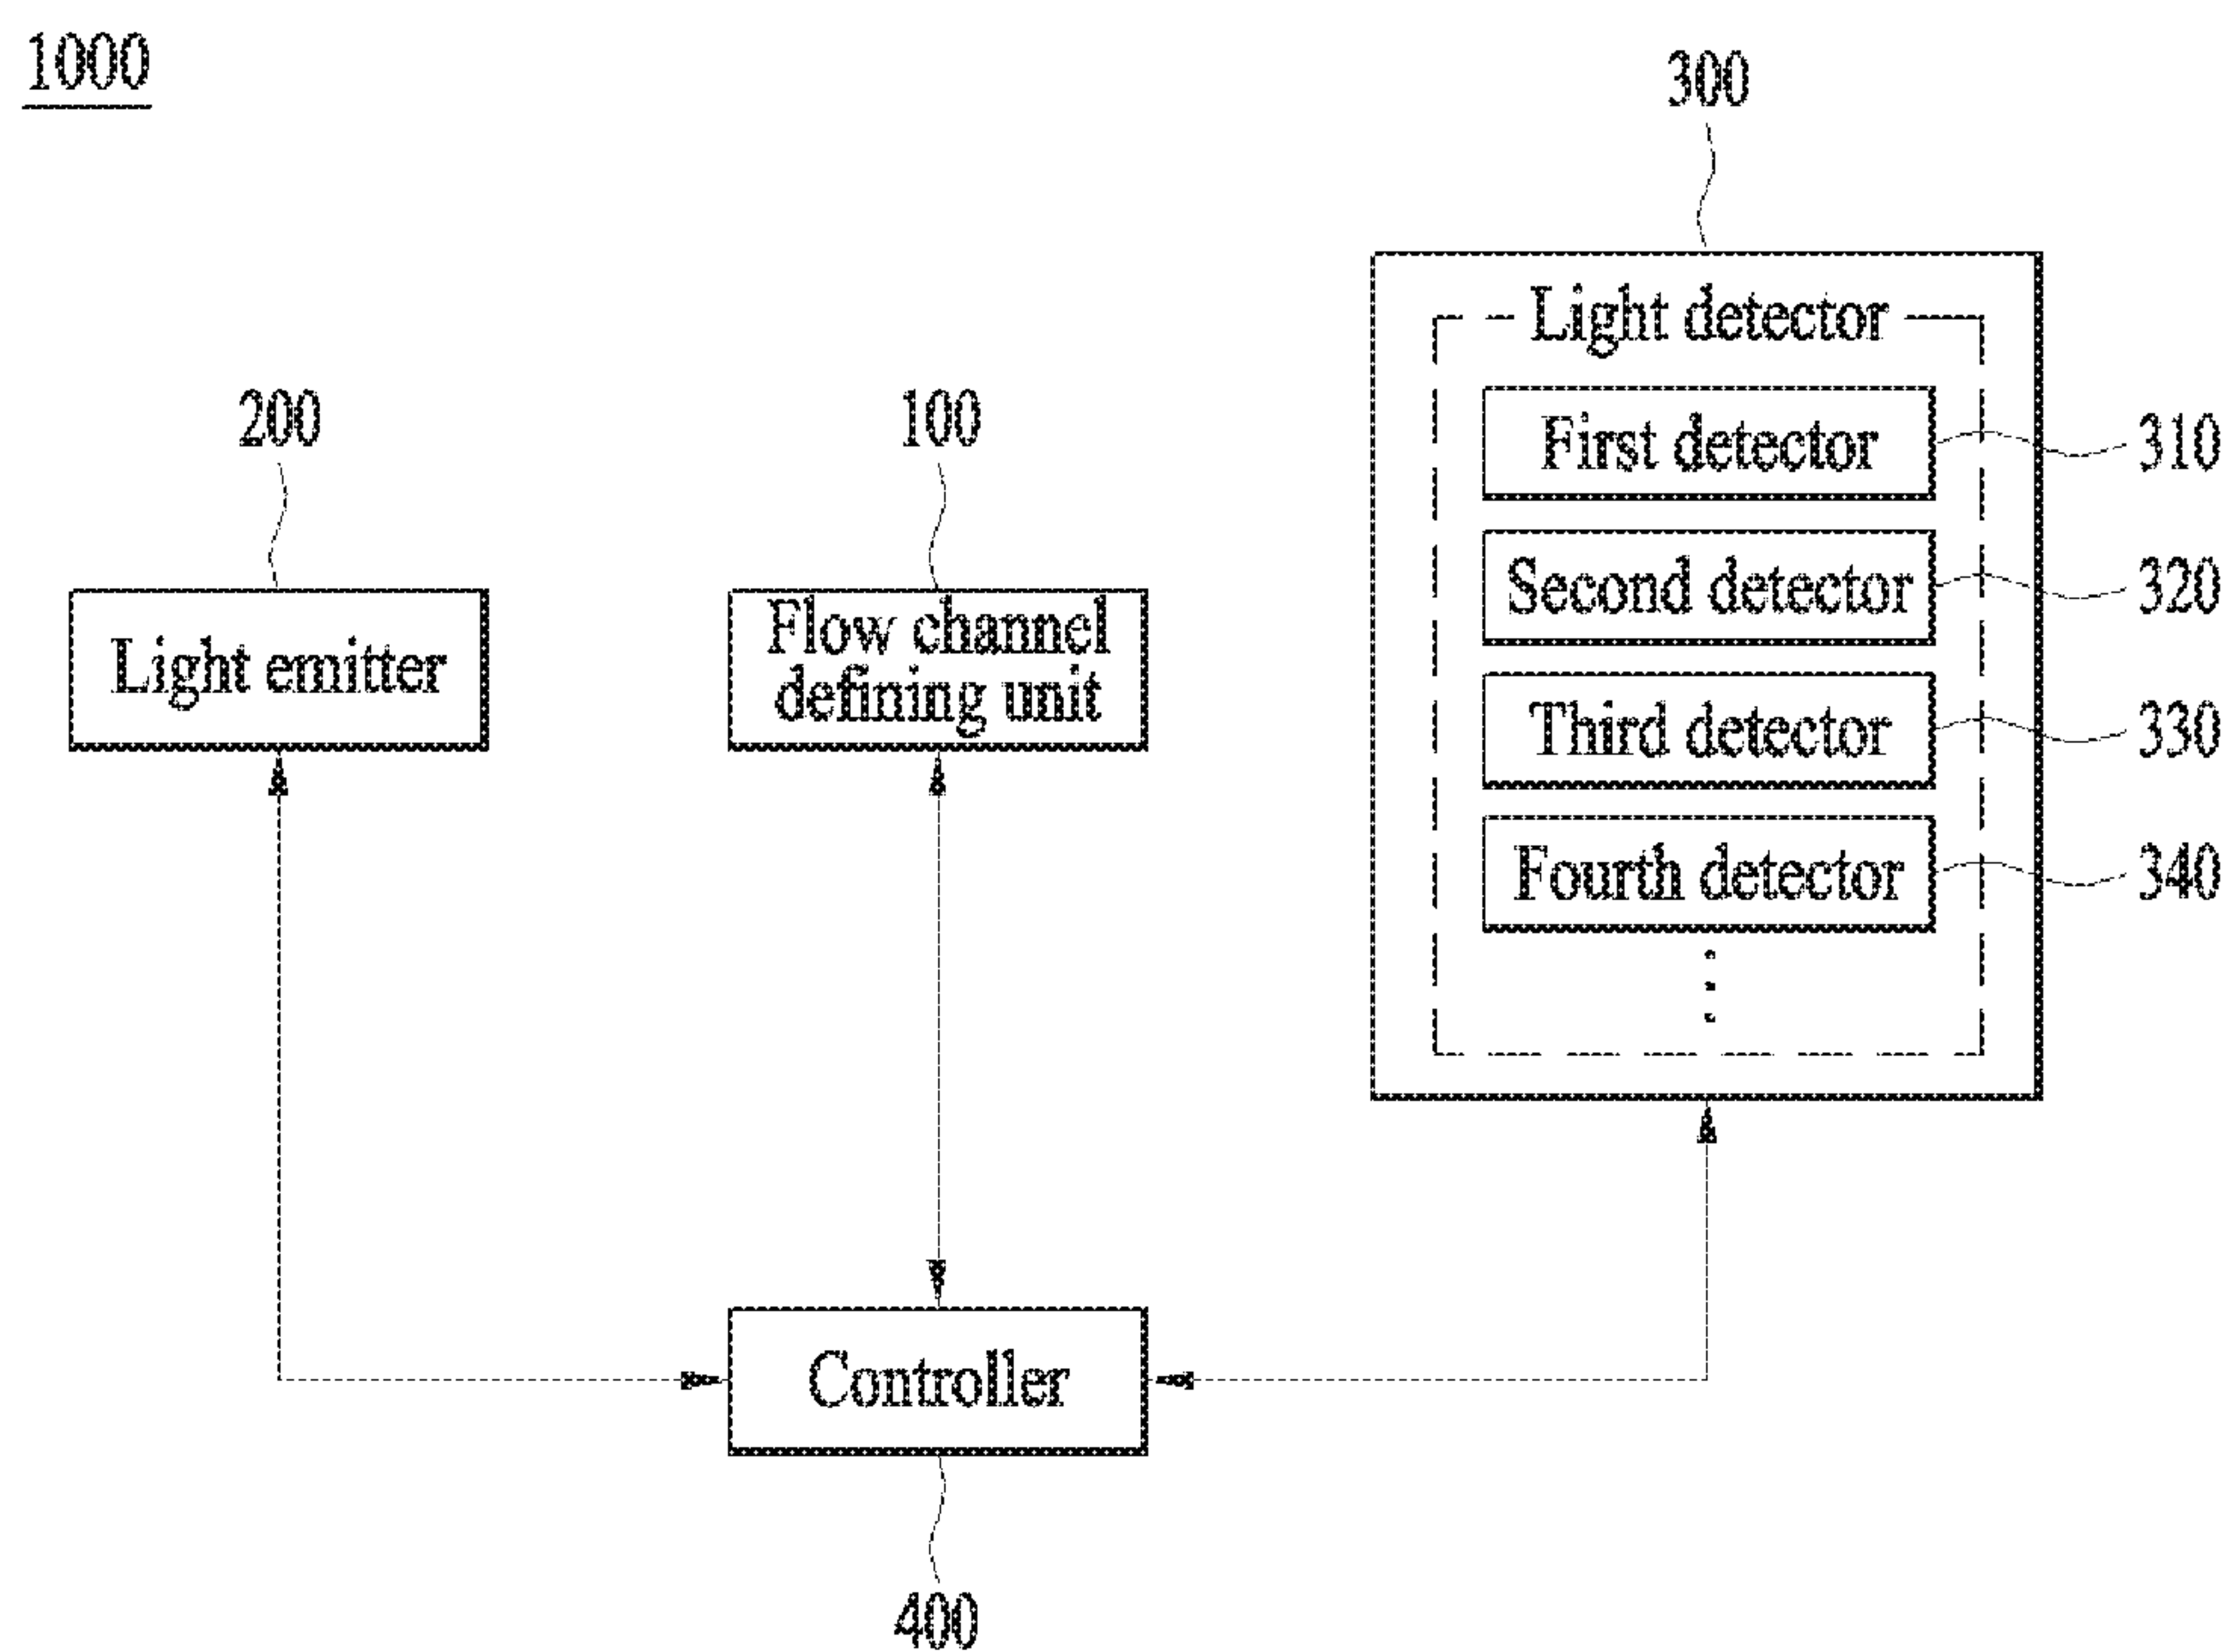 1000
300
Light detector
First detector
310
Second detector
320
Third detector
330
Fourth detector
340
200
Light emitter
100
Flow channel
defining unit
Controller
400